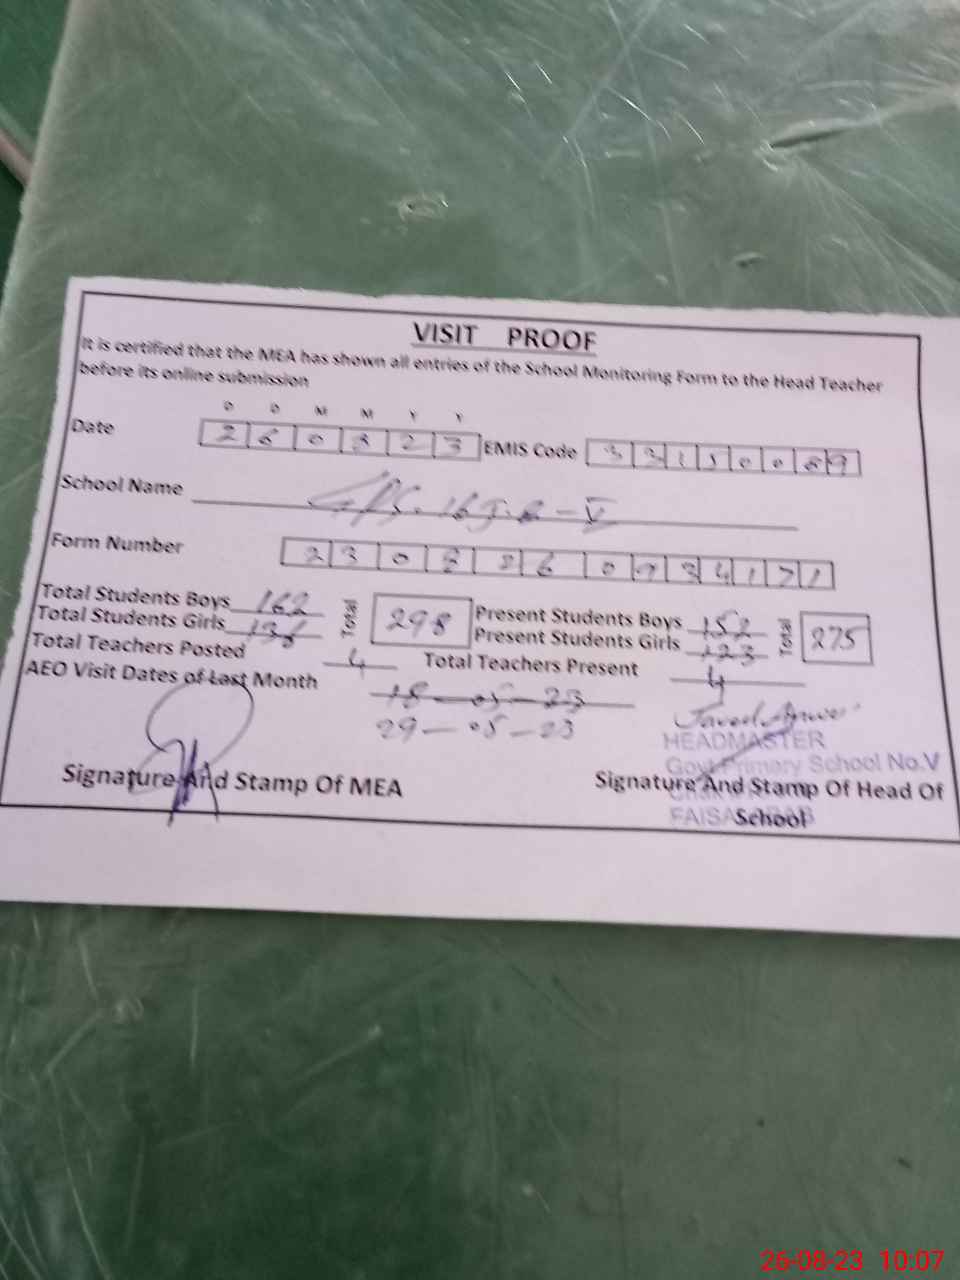 VISIT PROOF
It is certified that the MEA has shown all entries of the School Monitoring Form to the Head Teacher
before its online submission
D D M M Y Y
Date 2 6 0 8 2 3 EMIS Code 3 3 1 5 0 0 8 9
School Name GPS. 16 J.B - V
Form Number 2 3 0 8 2 6 0 9 3 4 1 7 1
Total Students Boys 162 Total 298 Present Students Boys 152 Total 275
Total Students Girls 136 Present Students Girls 123
Total Teachers Posted 4 Total Teachers Present 4
AEO Visit Dates of Last Month 18-05-23
29-05-23
HEADMASTER
Govt Primary School No.V
Signature And Stamp Of MEA Signature And Stamp Of Head Of
School
26-08-23 10:07